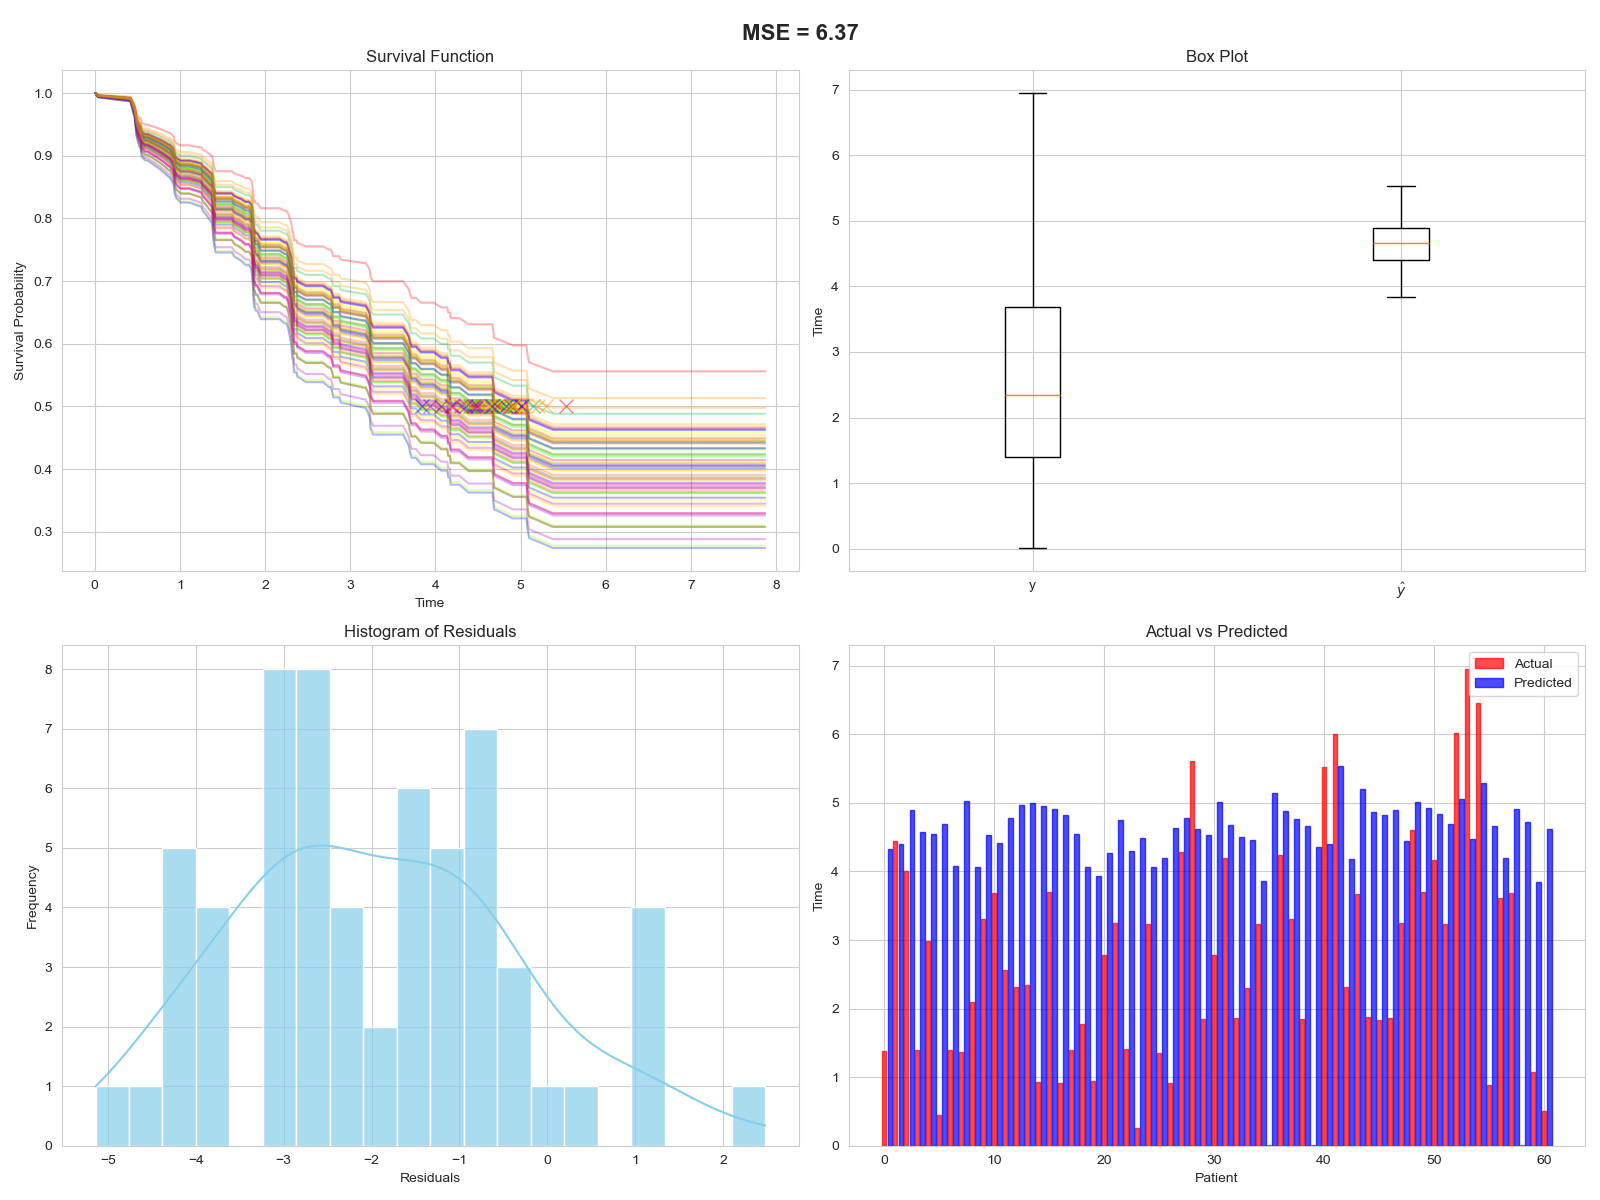 MSE = 6.37
Survival Function
1.0
0.9
0.8
0.7
0.6
0.5
0.4
0.3
Survival Probability
0 1 2 3 4 5 6 7 8
Time
Box Plot
7
6
5
4
3
2
1
0
Time
y ŷ
Histogram of Residuals
8
7
6
5
4
3
2
1
0
Frequency
−5 −4 −3 −2 −1 0 1 2
Residuals
Actual vs Predicted
Actual
Predicted
7
6
5
4
3
2
1
0
Time
0 10 20 30 40 50 60
Patient